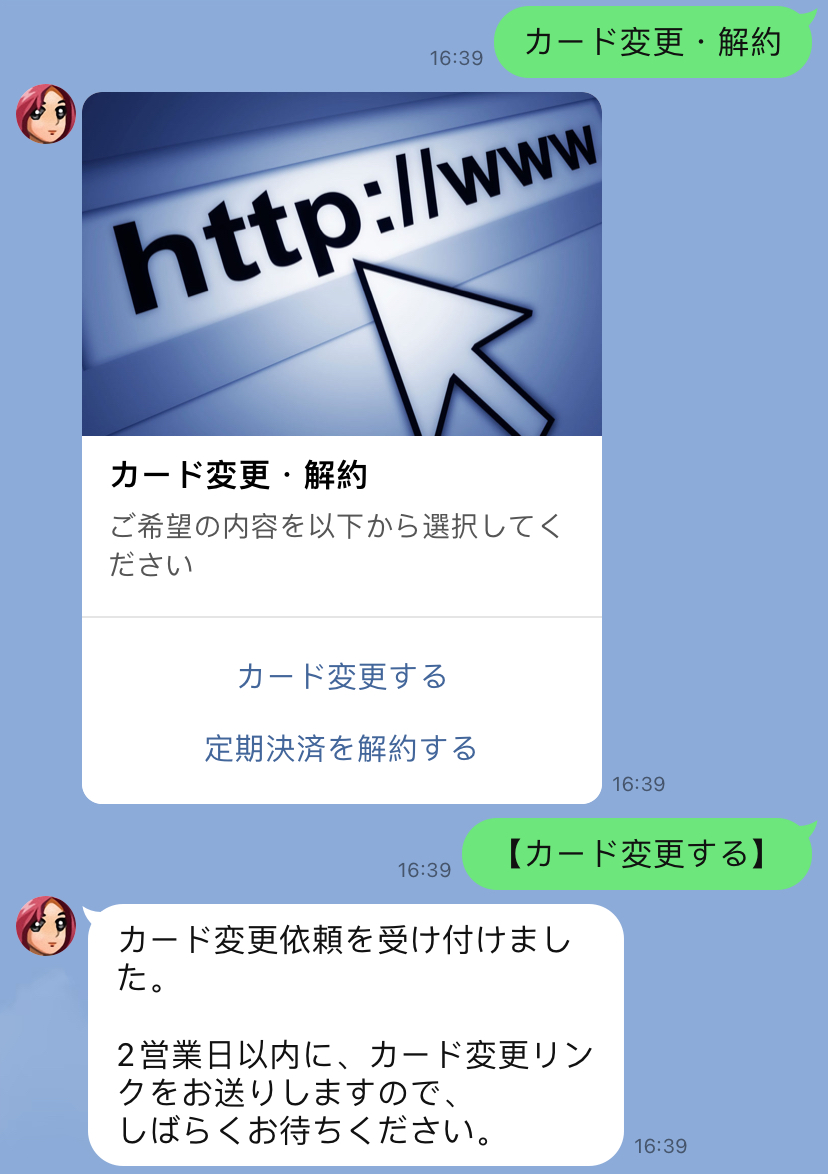 カード変更・解約
16:39
http://www
カード変更・解約
ご希望の内容を以下から選択してく
ださい
カード変更する
定期決済を解約する
16:39
【カード変更する】
16:39
カード変更依頼を受け付けまし
た。
2営業日以内に、カード変更リン
クをお送りしますので、
しばらくお待ちください。
16:39